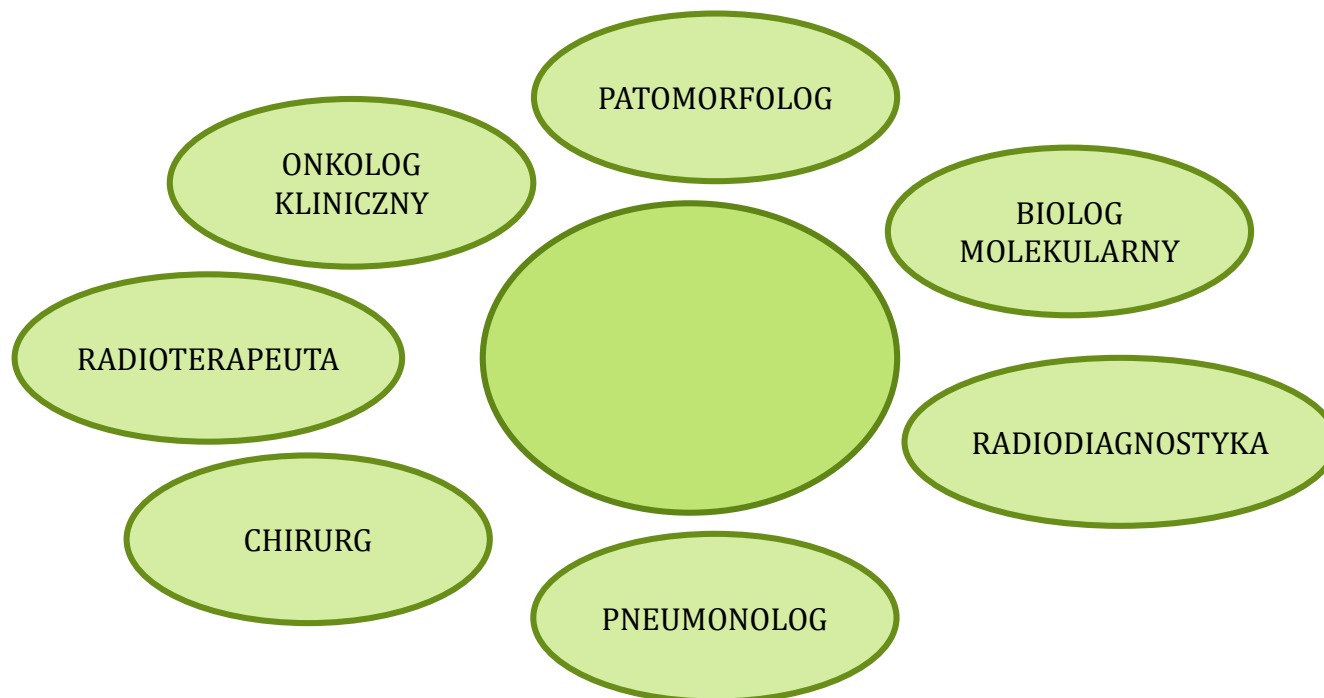 PATOMORFOLOG
ONKOLOG
KLINICZNY
BIOLOG
MOLEKULARNY
RADIOTERAPEUTA
RADIODIAGNOSTYKA
CHIRURG
PNEUMONOLOG